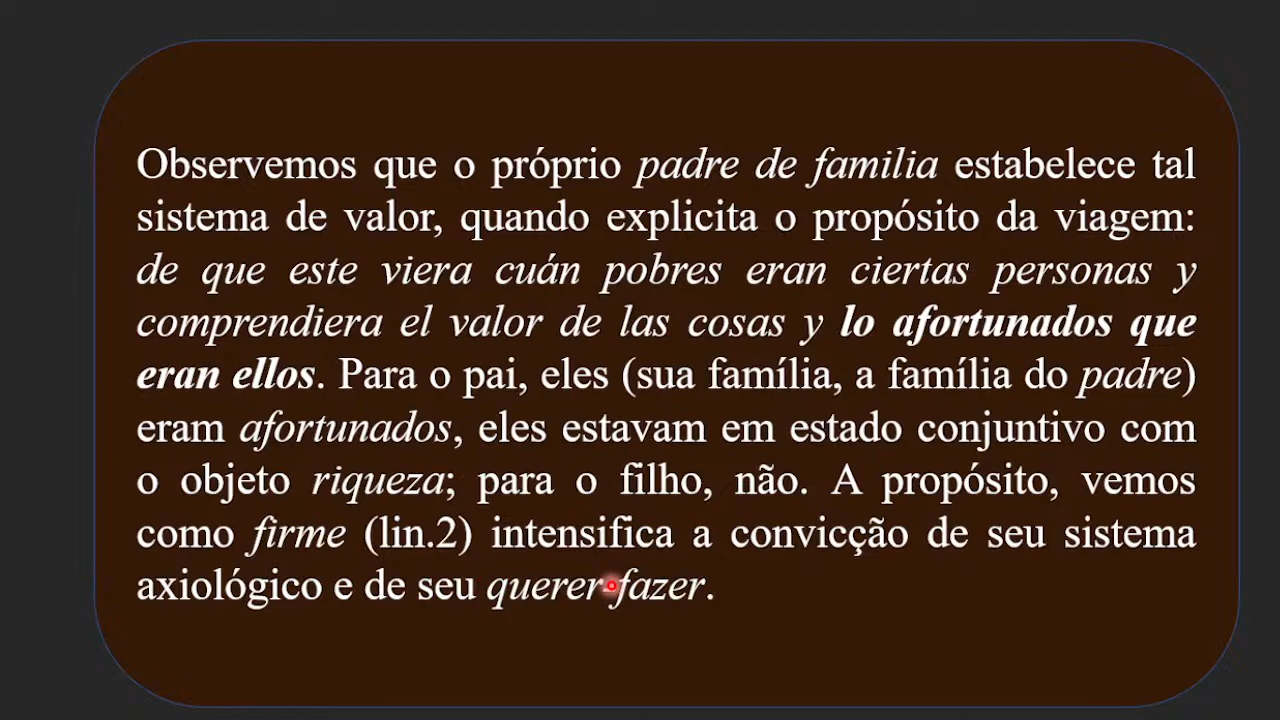 Observemos que o próprio padre de familia estabelece tal
sistema de valor, quando explicita o propósito da viagem:
de que este viera cuán pobres eran ciertas personas y
comprendiera el valor de las cosas y lo afortunados que
eran ellos. Para o pai, eles (sua família, a família do padre)
eram afortunados, eles estavam em estado conjuntivo com
o objeto riqueza; para o filho, não. A propósito, vemos
como firme (lin.2) intensifica a convicção de seu sistema
axiológico e de seu querer-fazer.